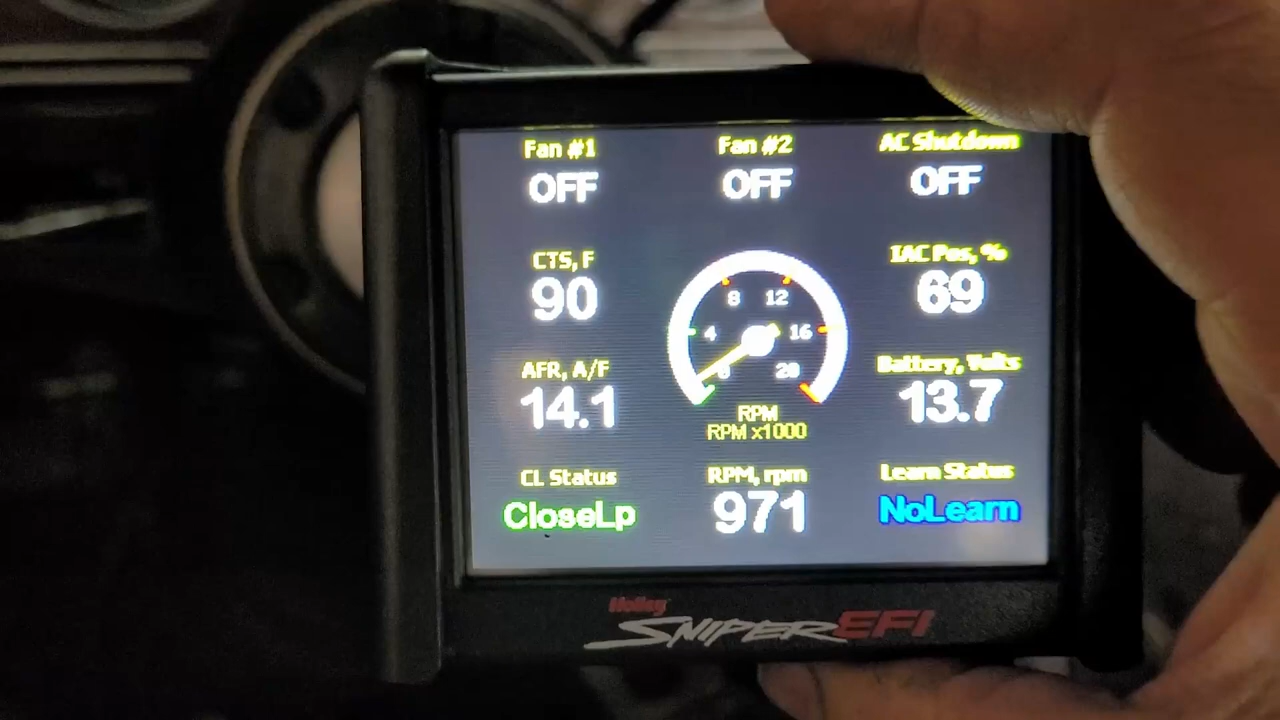 Fan #1
OFF
Fan #2
OFF
AC Shutdown
OFF
CTS, F
90
8 12
4 16
0 20
RPM
RPM x1000
IAC Pos, %
69
AFR, A/F
14.1
Battery, Volts
13.7
CL Status
CloseLp
RPM, rpm
971
Learn Status
NoLearn
Holley
SNIPER EFI